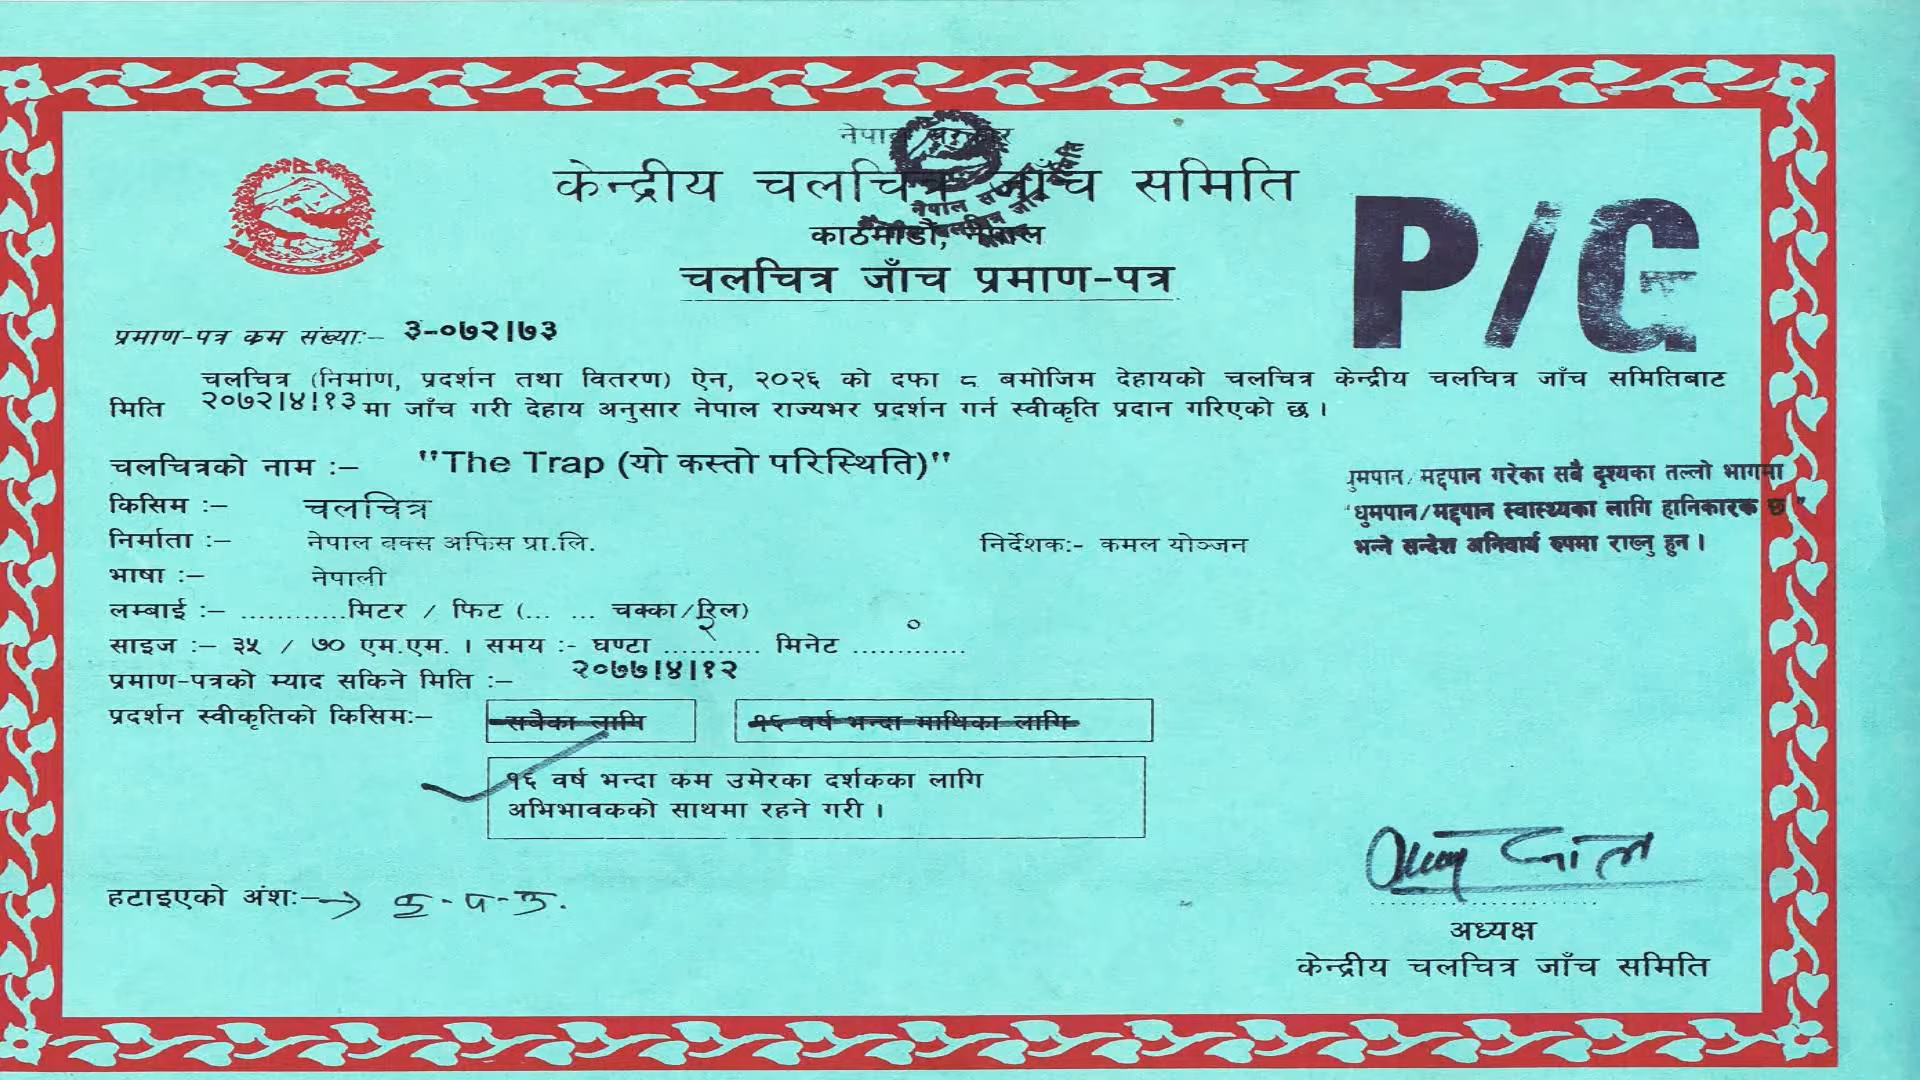 नेपाल सरकार
केन्द्रीय चलचित्र जाँच समिति
काठमाडौं, नेपाल
चलचित्र जाँच प्रमाण-पत्र
P/G
प्रमाण-पत्र कम संख्या:– ३-०७२|७३
चलचित्र (निर्माण, प्रदर्शन तथा वितरण) ऐन, २०२६ को दफा ८ बमोजिम देहायको चलचित्र केन्द्रीय चलचित्र जाँच समितिबाट
मिति २०७२|४|१३ मा जाँच गरी देहाय अनुसार नेपाल राज्यभर प्रदर्शन गर्न स्वीकृति प्रदान गरिएको छ ।
चलचित्रको नाम :– "The Trap (यो कस्तो परिस्थिति)"
किसिम :– चलचित्र
निर्माता :– नेपाल बक्स अफिस प्रा.लि. निर्देशक:- कमल योञ्जन
धुमपान/मद्दपान गरेका सबै दृश्यका तल्लो भागमा
"धुमपान/मद्दपान स्वास्थ्यका लागि हानिकारक छ"
भन्ने सन्देश अनिवार्य रुपमा राख्नु हुन ।
भाषा :– नेपाली
लम्बाई :– ............मिटर / फिट (... ... चक्का/रिल)
साइज :– ३५ / ७० एम.एम. । समय :- घण्टा २ मिनेट ०
प्रमाण-पत्रको म्याद सकिने मिति :– २०७७|४|१२
प्रदर्शन स्वीकृतिको किसिम:– सबैका लागि १६ वर्ष भन्दा माथिका लागि
१६ वर्ष भन्दा कम उमेरका दर्शकका लागि
अभिभावकको साथमा रहने गरी ।
हटाइएको अंश:–
अध्यक्ष
केन्द्रीय चलचित्र जाँच समिति